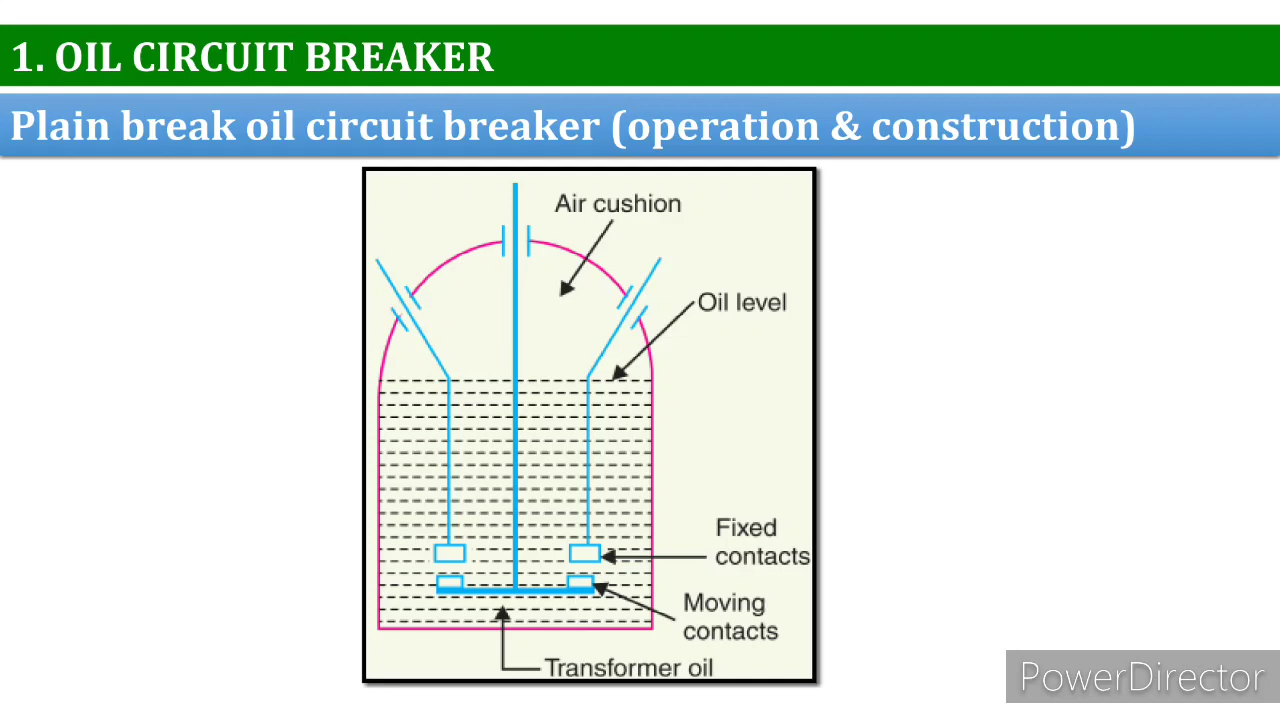 1. OIL CIRCUIT BREAKER
Plain break oil circuit breaker (operation & construction)
Air cushion
Oil level
Fixed
contacts
Moving
contacts
Transformer oil
PowerDirector